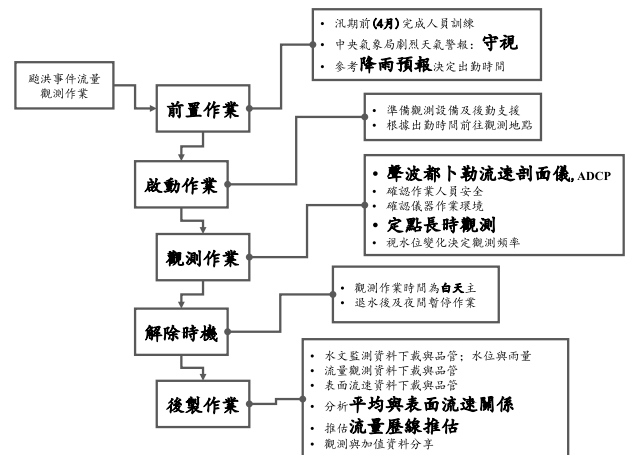 颱洪事件流量
觀測作業
前置作業
• 汛期前(4月)完成人員訓練
• 中央氣象局劇烈天氣警報：守視
• 參考降雨預報決定出勤時間
啟動作業
• 準備觀測設備及後勤支援
• 根據出勤時間前往觀測地點
觀測作業
• 聲波都卜勒流速剖面儀, ADCP
• 確認作業人員安全
• 確認儀器作業環境
• 定點長時觀測
• 視水位變化決定觀測頻率
解除時機
• 觀測作業時間為白天主
• 退水後及夜間暫停作業
後製作業
• 水文監測資料下載與品管；水位與雨量
• 流量觀測資料下載與品管
• 表面流速資料下載與品管
• 分析平均與表面流速關係
• 推估流量歷線推估
• 觀測與加值資料分享